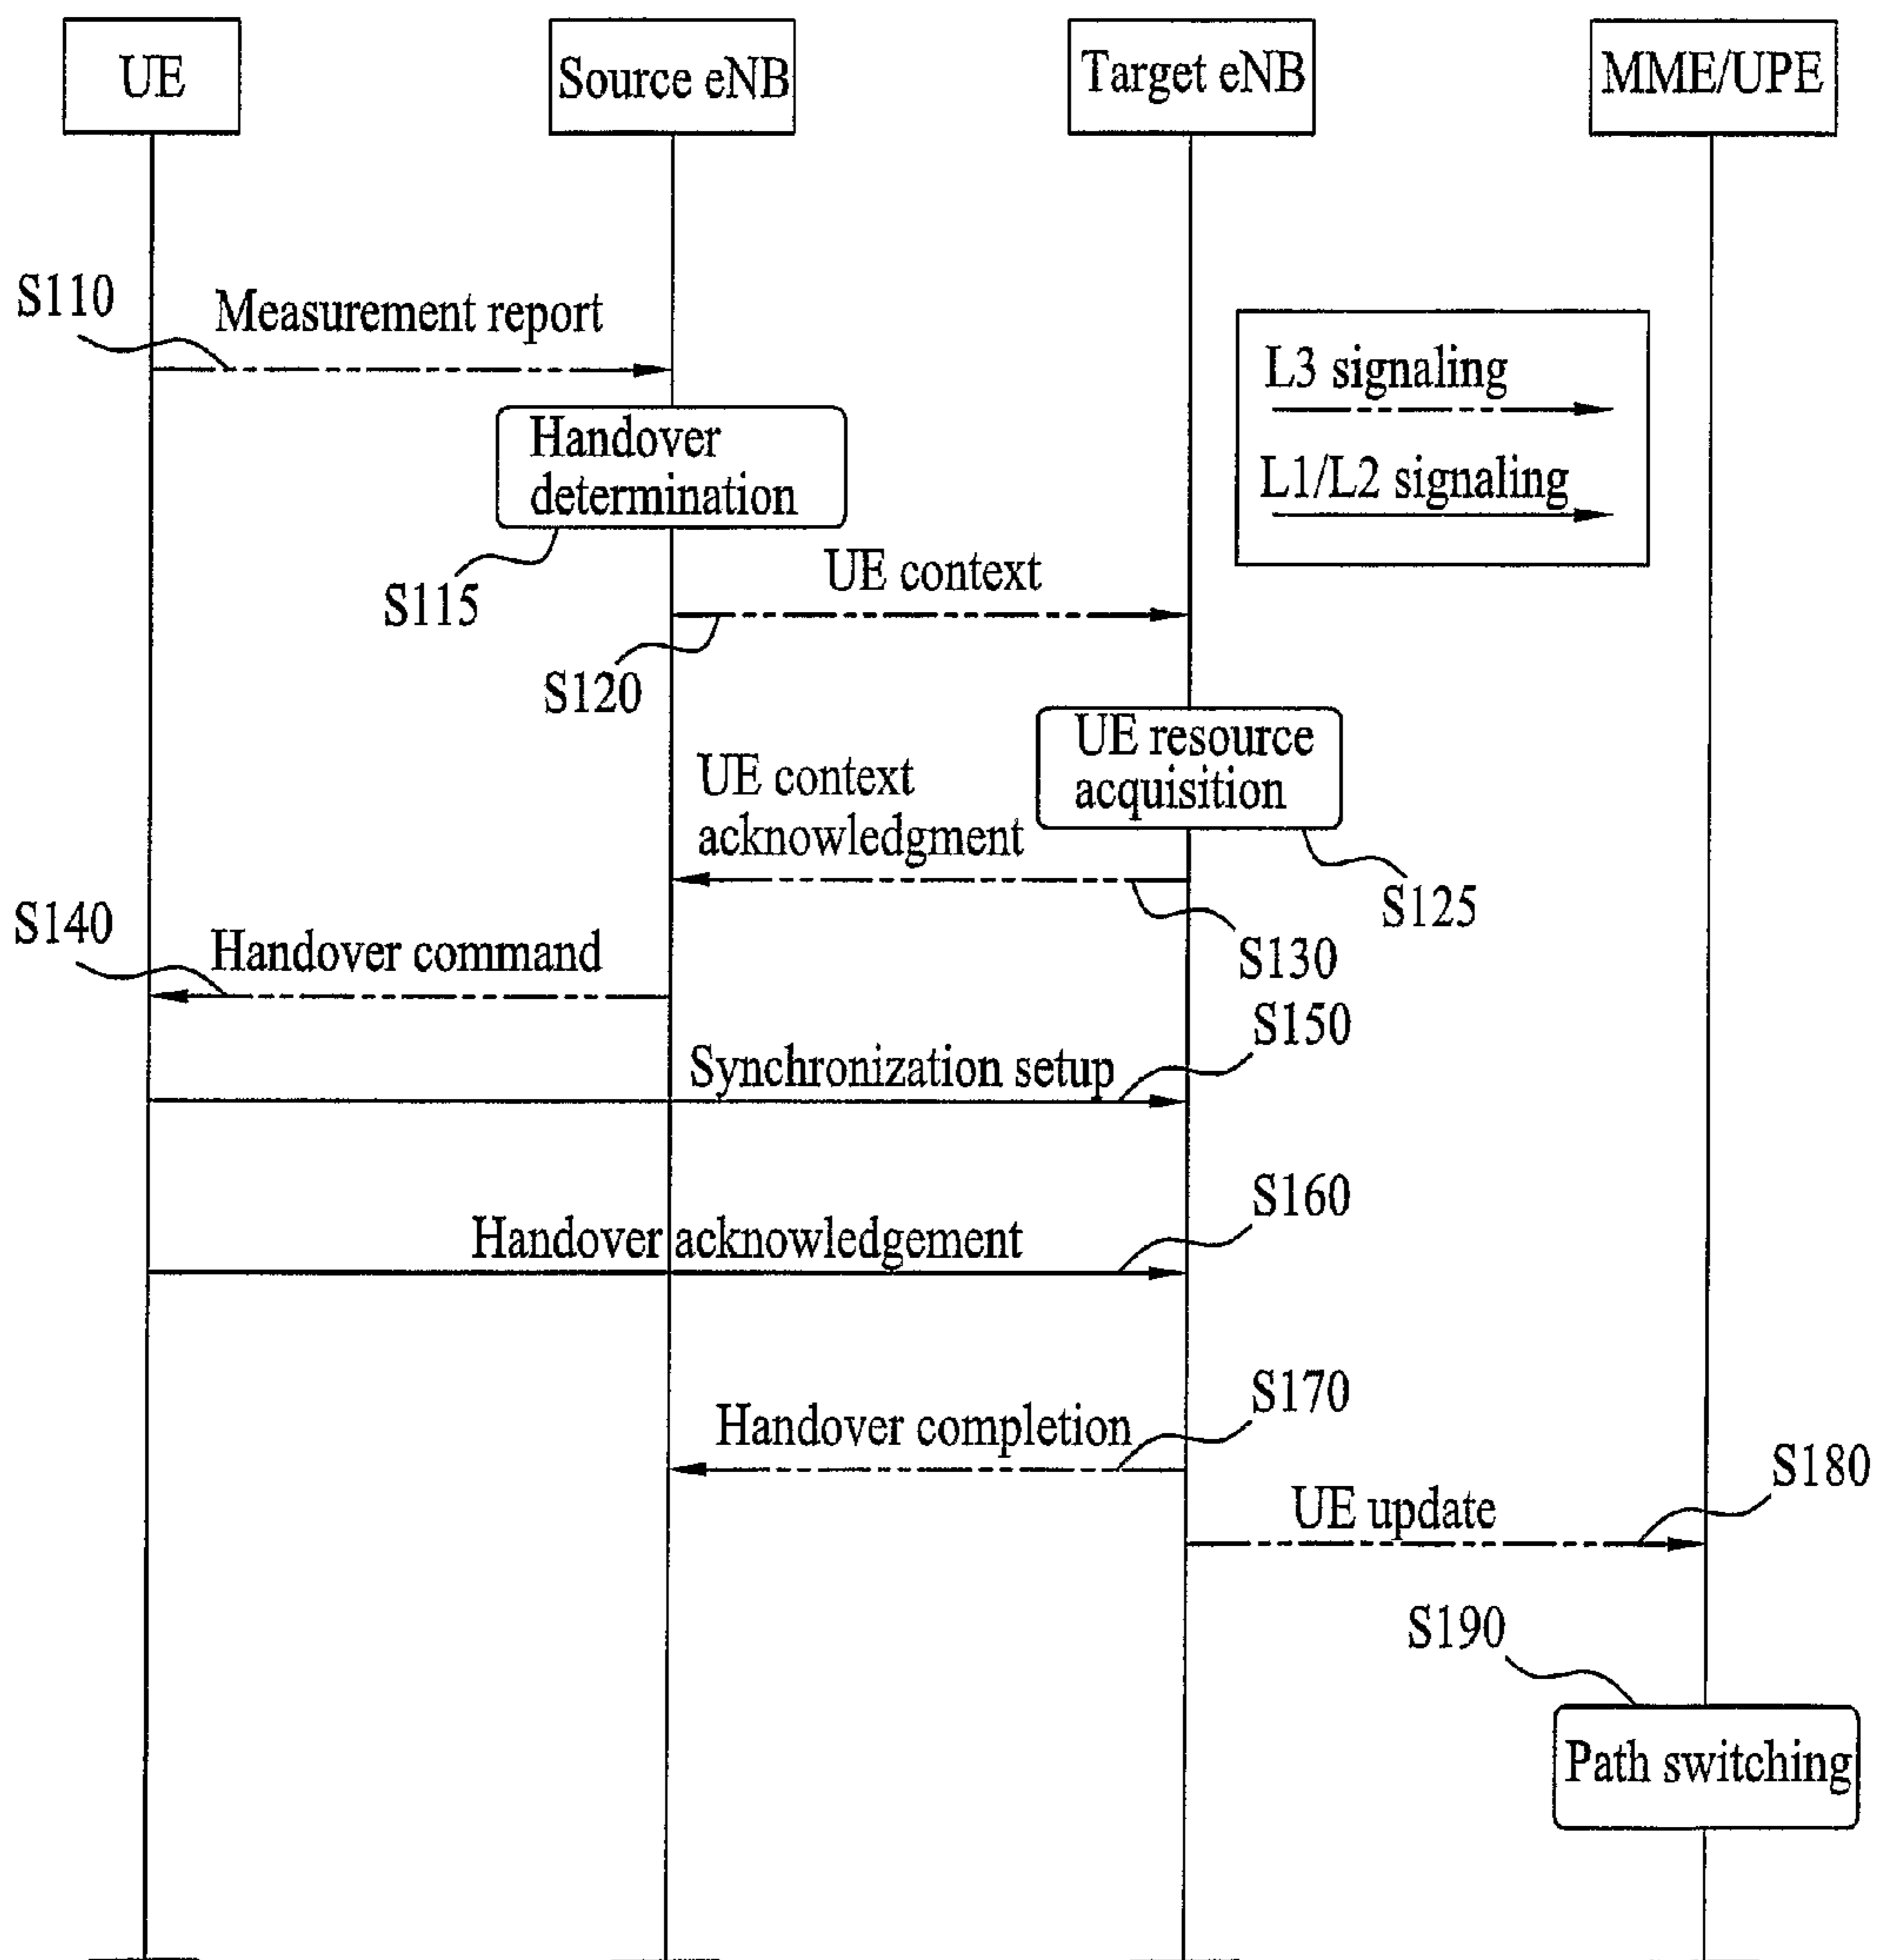 UE
Source eNB
Target eNB
MME/UPE
S110
Measurement report
L3 signaling
L1/L2 signaling
Handover
determination
S115
UE context
S120
UE resource
acquisition
S125
UE context
acknowledgment
S130
S140
Handover command
S150
Synchronization setup
S160
Handover acknowledgement
S170
Handover completion
S180
UE update
S190
Path switching